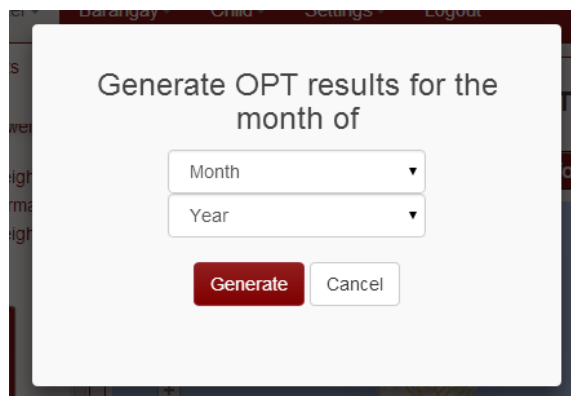 Barangay Child Settings Logout
s
Generate OPT results for the
month of
Month
Year
Generate Cancel